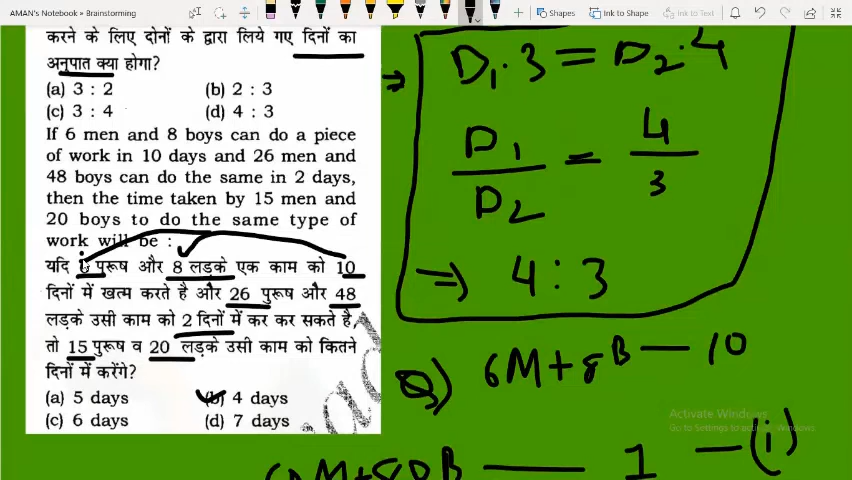 AMAN's Notebook » Brainstorming
Shapes
Ink to Shape
Ink to Text
करने के लिए दोनों के द्वारा लिये गए दिनों का
अनुपात क्या होगा?
(a) 3 : 2 (b) 2 : 3
(c) 3 : 4 (d) 4 : 3
If 6 men and 8 boys can do a piece
of work in 10 days and 26 men and
48 boys can do the same in 2 days,
then the time taken by 15 men and
20 boys to do the same type of
work will be :
यदि पुरूष और 8 लड़के एक काम को 10
दिनों में खत्म करते है और 26 पुरूष और 48
लड़के उसी काम को 2 दिनों में कर कर सकते है,
तो 15 पुरूष व 20 लड़के उसी काम को कितने
दिनों में करेंगे?
(a) 5 days (b) 4 days
(c) 6 days (d) 7 days
D₁·3 = D₂·4
D₁/D₂ = 4/3
⇒ 4 : 3
Q) 6M+8B — 10
60M+80B — 1 —(i)
Activate Windows
Go to Settings to activate Windows.